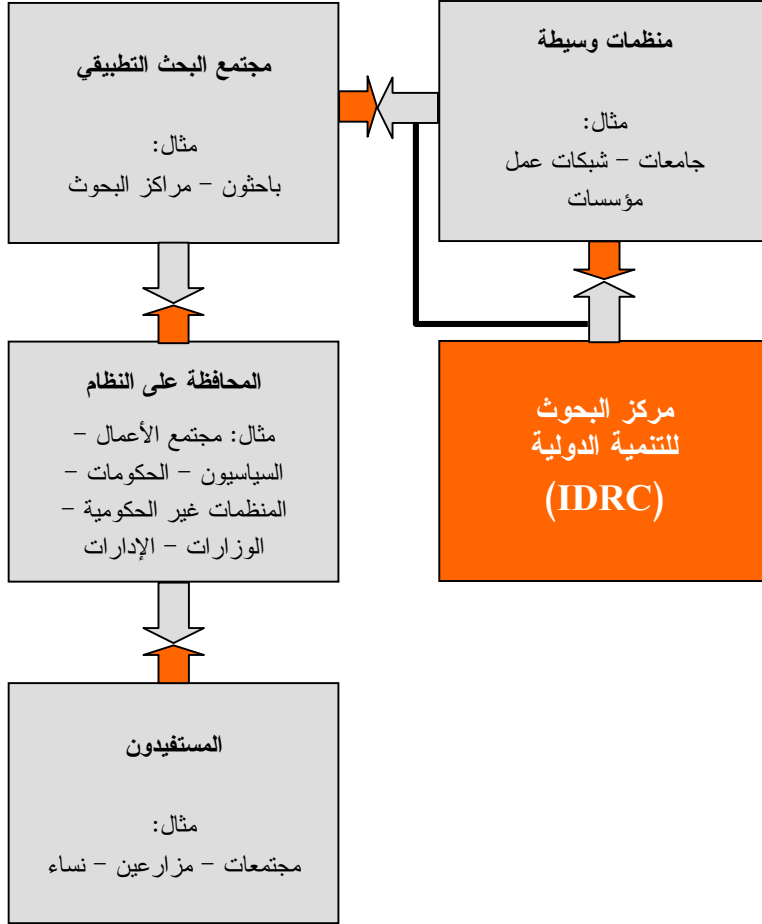 منظمات وسيطة
مثال:
جامعات – شبكات عمل
مؤسسات
مجتمع البحث التطبيقي
مثال:
باحثون – مراكز البحوث
مركز البحوث
للتنمية الدولية
(IDRC)
المحافظة على النظام
مثال: مجتمع الأعمال –
السياسيون – الحكومات –
المنظمات غير الحكومية –
الوزارات – الإدارات
المستفيدون
مثال:
مجتمعات – مزارعين – نساء